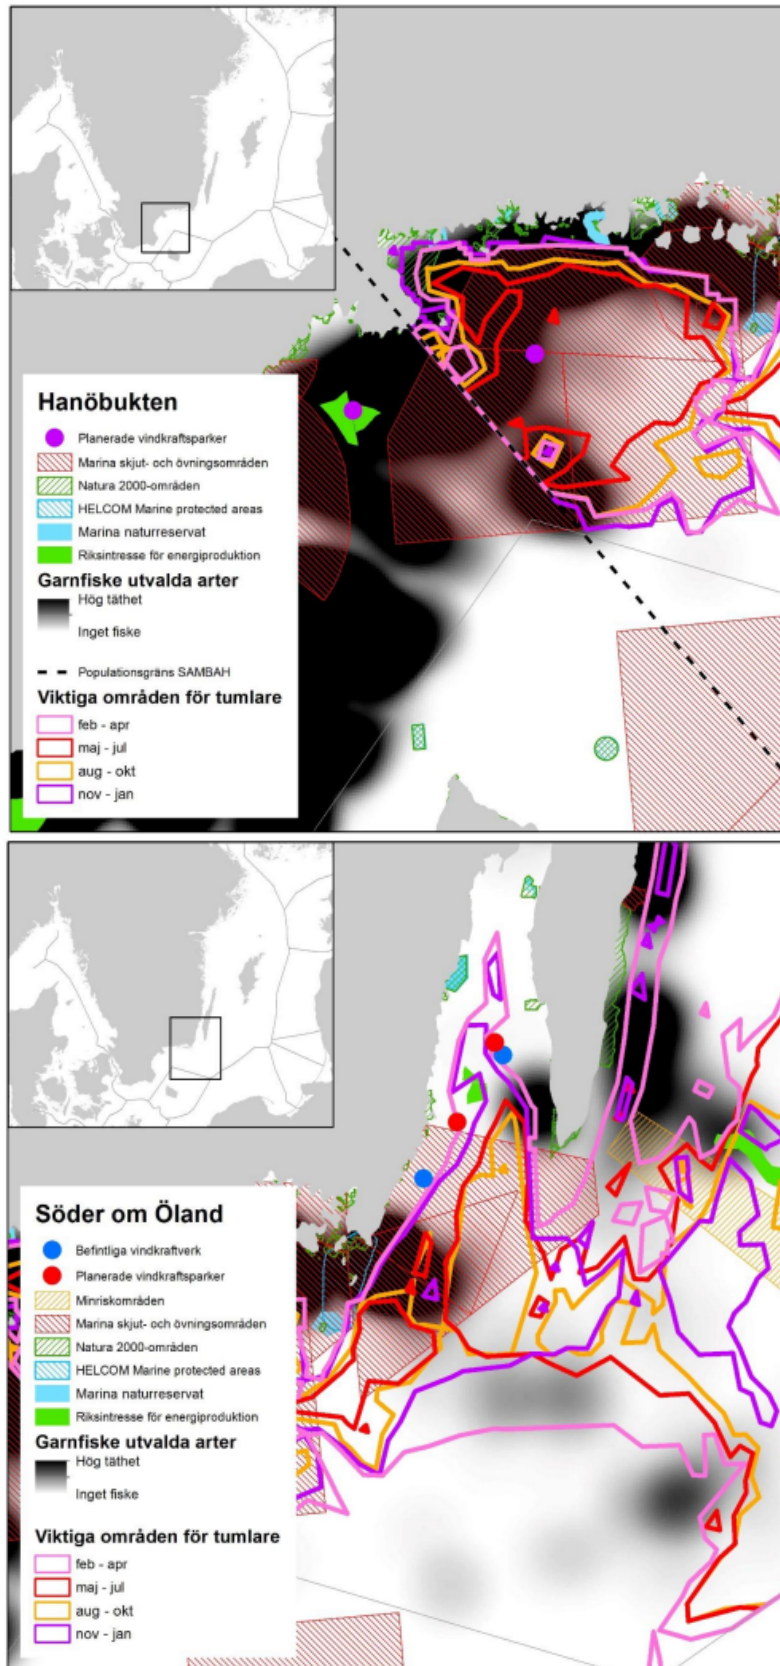 Hanöbukten
Planerade vindkraftsparker
Marina skjut- och övningsområden
Natura 2000-områden
HELCOM Marine protected areas
Marina naturreservat
Riksintresse för energiproduktion
Garnfiske utvalda arter
Hög täthet
Inget fiske
Populationsgräns SAMBAH
Viktiga områden för tumlare
feb - apr
maj - jul
aug - okt
nov - jan
Söder om Öland
Befintliga vindkraftverk
Planerade vindkraftsparker
Minriskområden
Marina skjut- och övningsområden
Natura 2000-områden
HELCOM Marine protected areas
Marina naturreservat
Riksintresse för energiproduktion
Garnfiske utvalda arter
Hög täthet
Inget fiske
Viktiga områden för tumlare
feb - apr
maj - jul
aug - okt
nov - jan